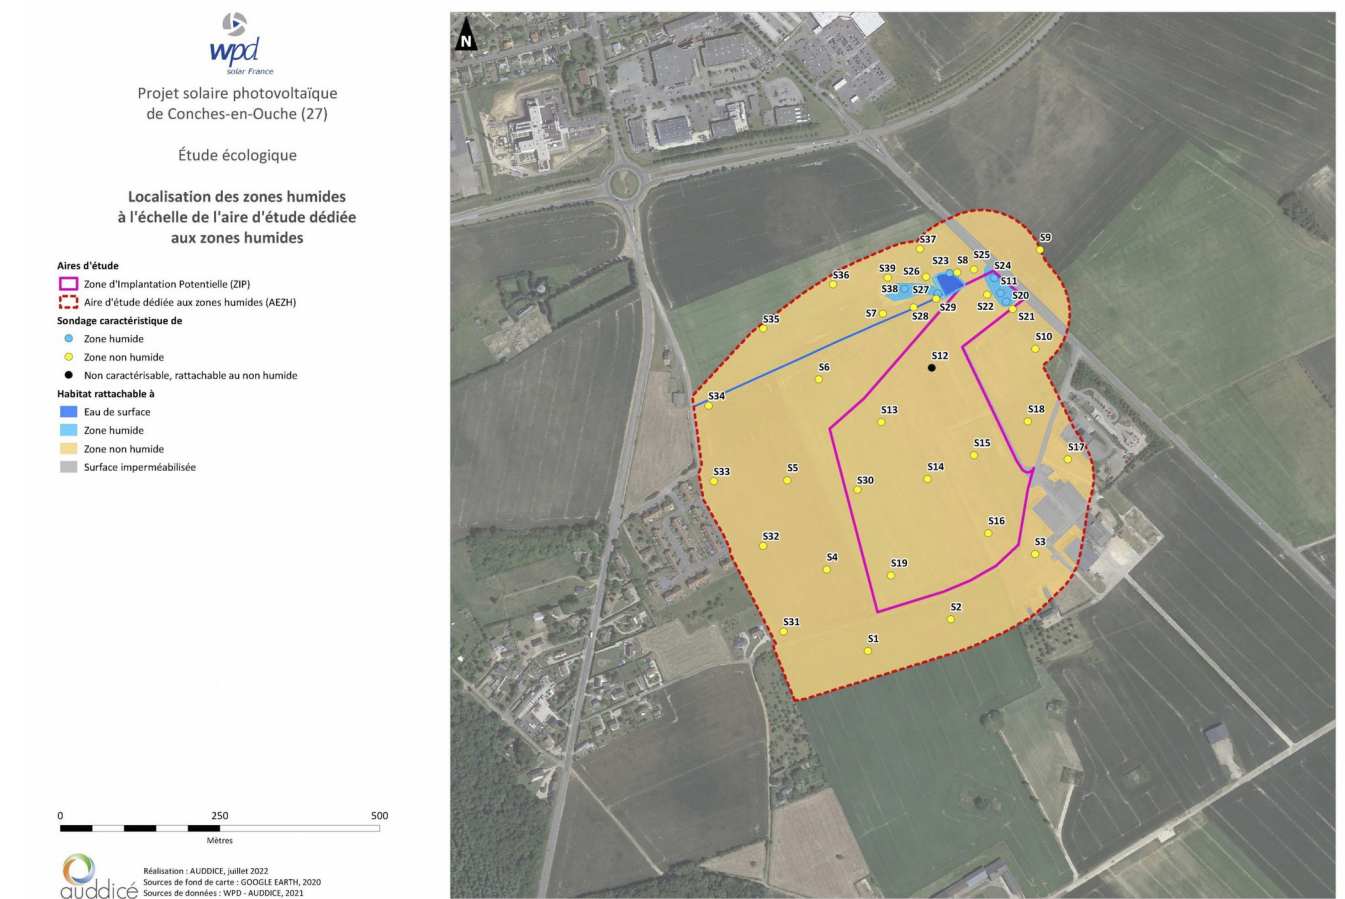 wpd
solar France
Projet solaire photovoltaïque
de Conches-en-Ouche (27)
Étude écologique
Localisation des zones humides
à l'échelle de l'aire d'étude dédiée
aux zones humides
Aires d'étude
Zone d'Implantation Potentielle (ZIP)
Aire d'étude dédiée aux zones humides (AEZH)
Sondage caractéristique de
Zone humide
Zone non humide
Non caractérisable, rattachable au non humide
Habitat rattachable à
Eau de surface
Zone humide
Zone non humide
Surface imperméabilisée
0 250 500
Mètres
auddicé
Réalisation : AUDDICE, juillet 2022
Sources de fond de carte : GOOGLE EARTH, 2020
Sources de données : WPD - AUDDICE, 2021
N
S37
S9
S23
S8
S25
S24
S39
S26
S36
S38
S27
S11
S20
S29
S22
S21
S7
S28
S35
S10
S12
S6
S34
S13
S18
S15
S17
S33
S5
S14
S30
S16
S32
S3
S4
S19
S2
S31
S1